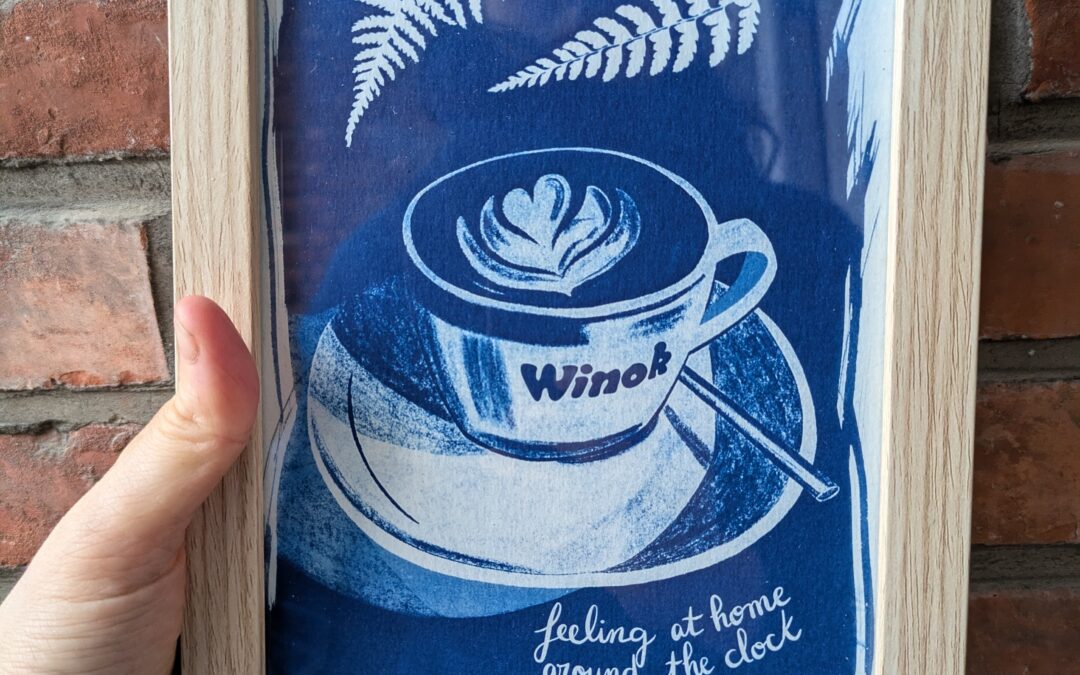 Winok
feeling at home
around the clock